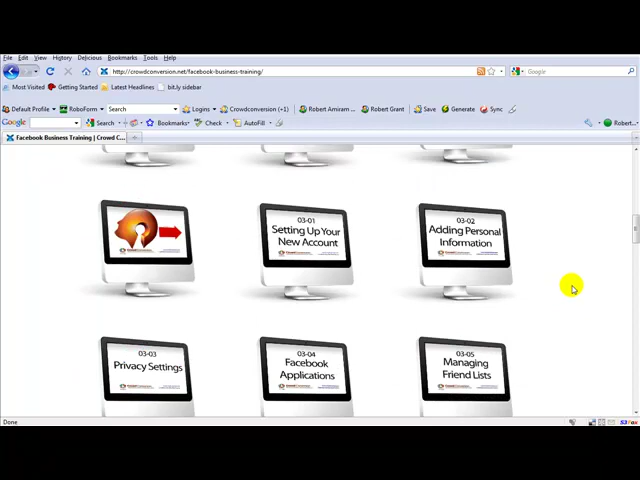 File Edit View History Delicious Bookmarks Tools Help
http://crowdconversion.net/facebook-business-training/
Google
Most Visited Getting Started Latest Headlines bit.ly sidebar
Default Profile RoboForm Search Logins Crowdconversion (+1) Robert Amiram ... Robert Grant Save Generate Sync
Google Search Bookmarks Check AutoFill Robert...
Facebook Business Training | Crowd C...
03-01
Setting Up Your
New Account
03-02
Adding Personal
Information
03-03
Privacy Settings
03-04
Facebook
Applications
03-05
Managing
Friend Lists
Done